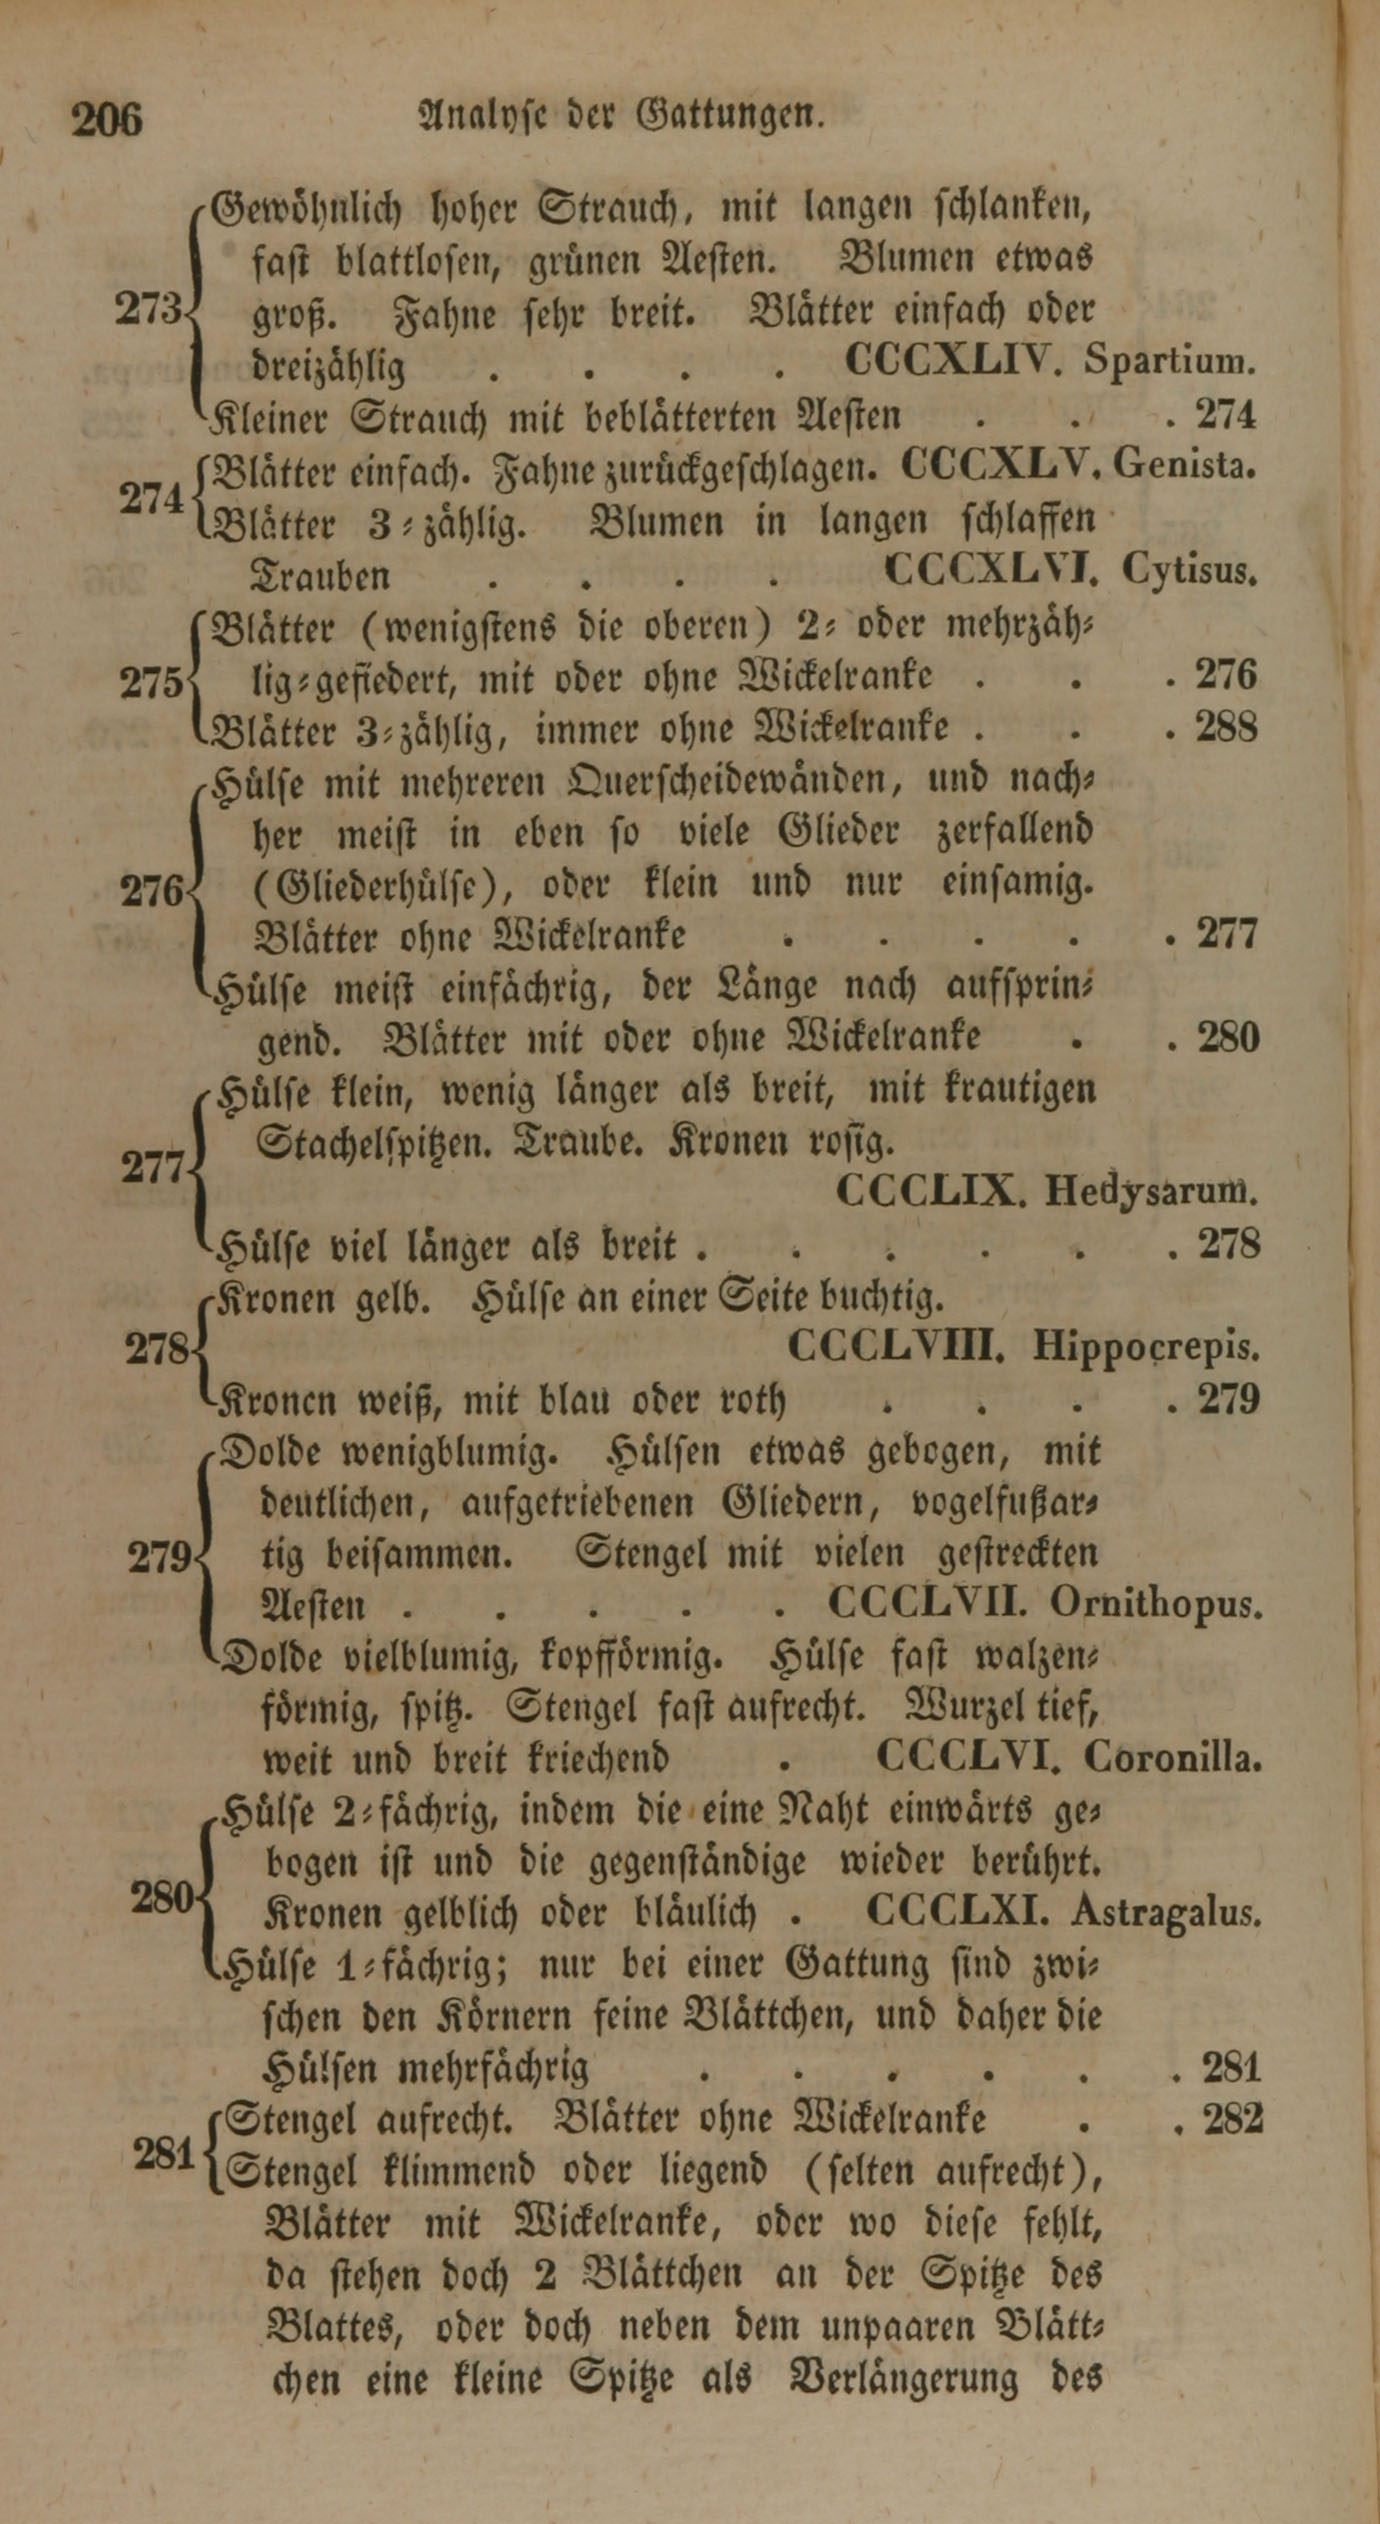 206 Analyse der Gattungen.
Gewöhnlich hoher Strauch, mit langen schlanken,
fast blattlosen, grünen Aesten. Blumen etwas
273 groß. Fahne sehr breit. Blätter einfach oder
dreizählig . . . . CCCXLIV. Spartium.
Kleiner Strauch mit beblätterten Aesten . . . 274
274 Blätter einfach. Fahne zurückgeschlagen. CCCXLV. Genista.
Blätter 3-zählig. Blumen in langen schlaffen
Trauben . . . . CCCXLVI. Cytisus.
Blätter (wenigstens die oberen) 2- oder mehrzäh-
275 lig-gefiedert, mit oder ohne Wickelranke . . . 276
Blätter 3-zählig, immer ohne Wickelranke . . . 288
Hülse mit mehreren Querscheidewänden, und nach-
her meist in eben so viele Glieder zerfallend
276 (Gliederhülse), oder klein und nur einsamig.
Blätter ohne Wickelranke . . . . . 277
Hülse meist einfächrig, der Länge nach aufsprin-
gend. Blätter mit oder ohne Wickelranke . . 280
Hülse klein, wenig länger als breit, mit krautigen
277 Stachelspitzen. Traube. Kronen rosig.
CCCLIX. Hedysarum.
Hülse viel länger als breit . . . . . . 278
Kronen gelb. Hülse an einer Seite buchtig.
278 CCCLVIII. Hippocrepis.
Kronen weiß, mit blau oder roth . . . . 279
Dolde wenigblumig. Hülsen etwas gebogen, mit
deutlichen, aufgetriebenen Gliedern, vogelfußar-
279 tig beisammen. Stengel mit vielen gestreckten
Aesten . . . . . CCCLVII. Ornithopus.
Dolde vielblumig, kopfförmig. Hülse fast walzen-
förmig, spitz. Stengel fast aufrecht. Wurzel tief,
weit und breit kriechend . CCCLVI. Coronilla.
Hülse 2-fächrig, indem die eine Naht einwärts ge-
bogen ist und die gegenständige wieder berührt.
280 Kronen gelblich oder bläulich . CCCLXI. Astragalus.
Hülse 1-fächrig; nur bei einer Gattung sind zwi-
schen den Körnern feine Blättchen, und daher die
Hülsen mehrfächrig . . . . . . 281
Stengel aufrecht. Blätter ohne Wickelranke . . 282
281 Stengel klimmend oder liegend (selten aufrecht),
Blätter mit Wickelranke, oder wo diese fehlt,
da stehen doch 2 Blättchen an der Spitze des
Blattes, oder doch neben dem unpaaren Blätt-
chen eine kleine Spitze als Verlängerung des